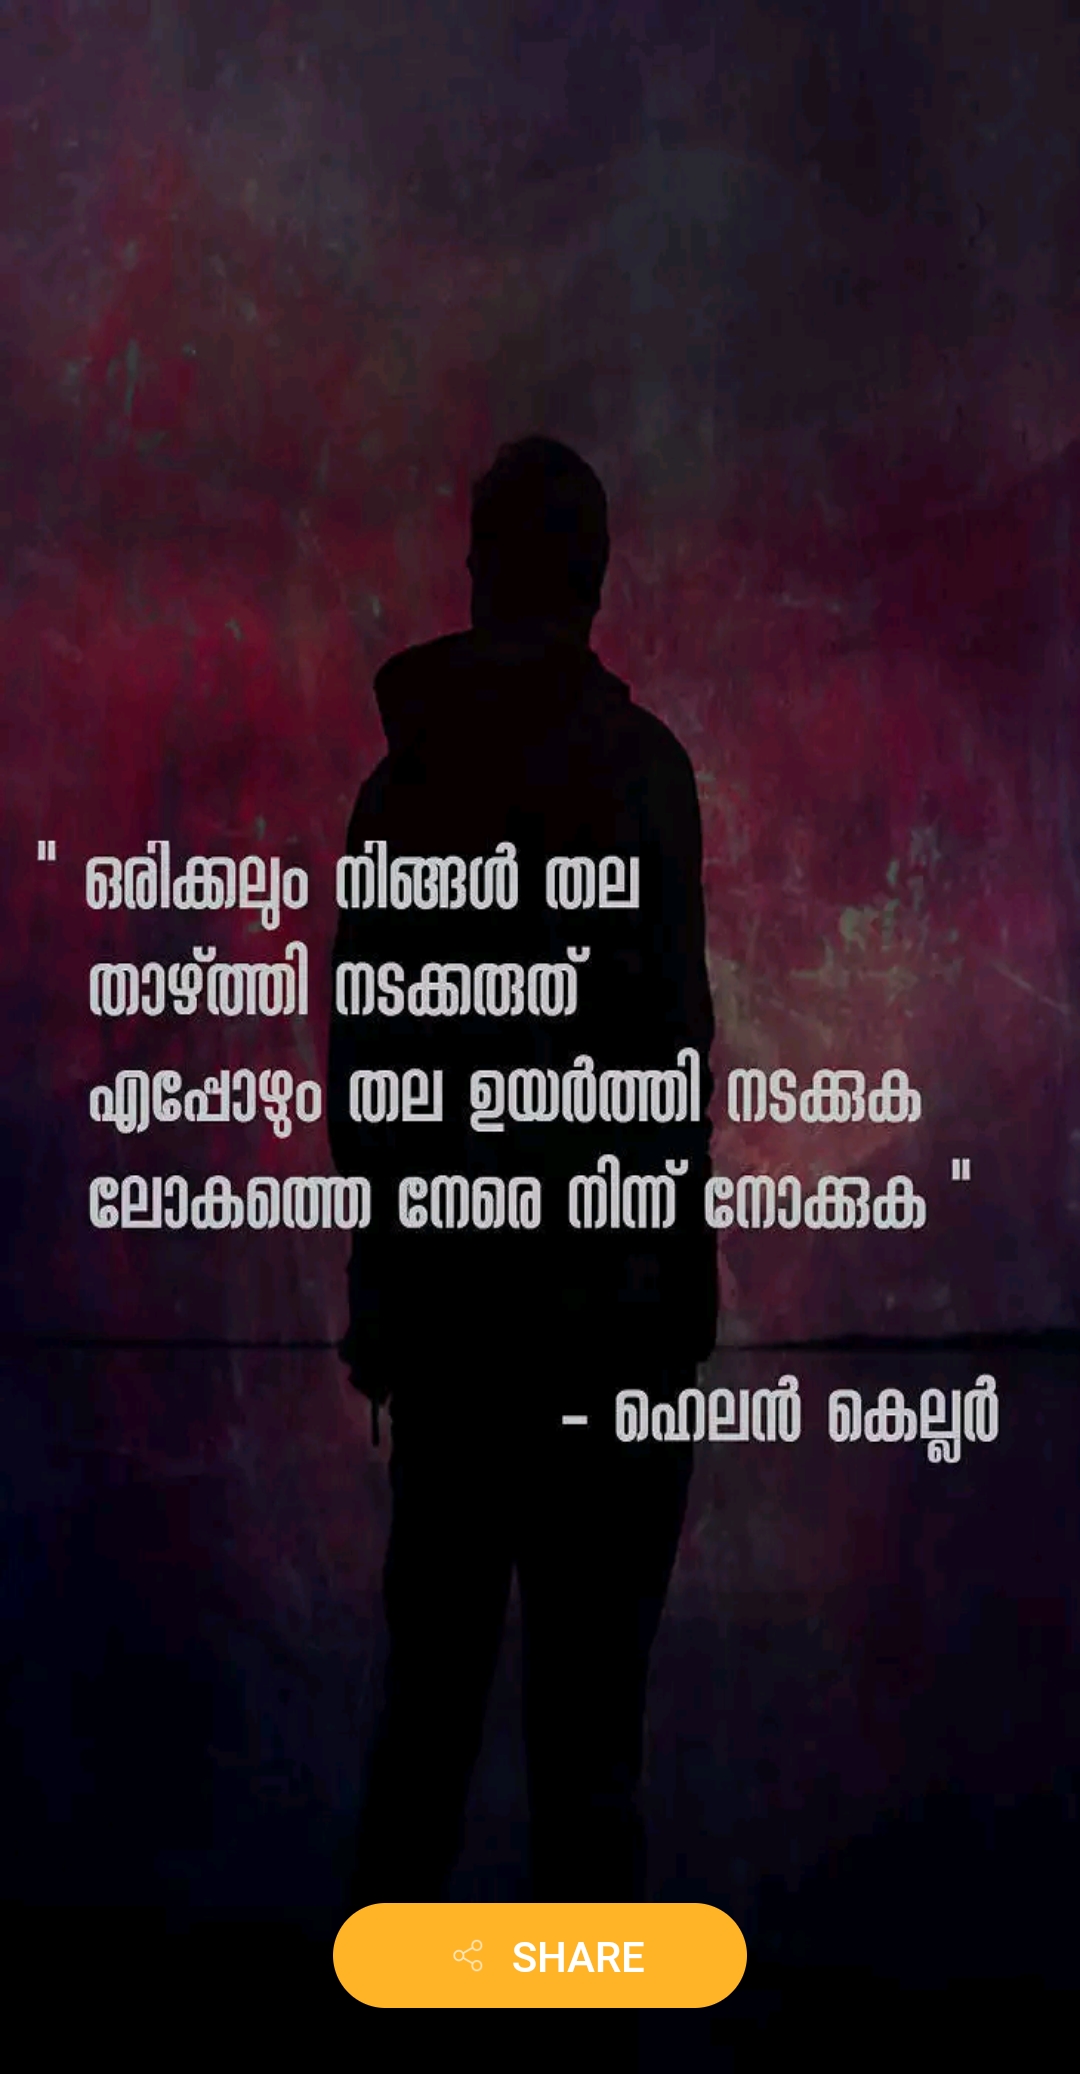 " ഒരിക്കലും നിങ്ങൾ തല
താഴ്ത്തി നടക്കരുത്
എപ്പോഴും തല ഉയർത്തി നടക്കുക
ലോകത്തെ നേരെ നിന്ന് നോക്കുക "
- ഹെലൻ കെല്ലർ
SHARE